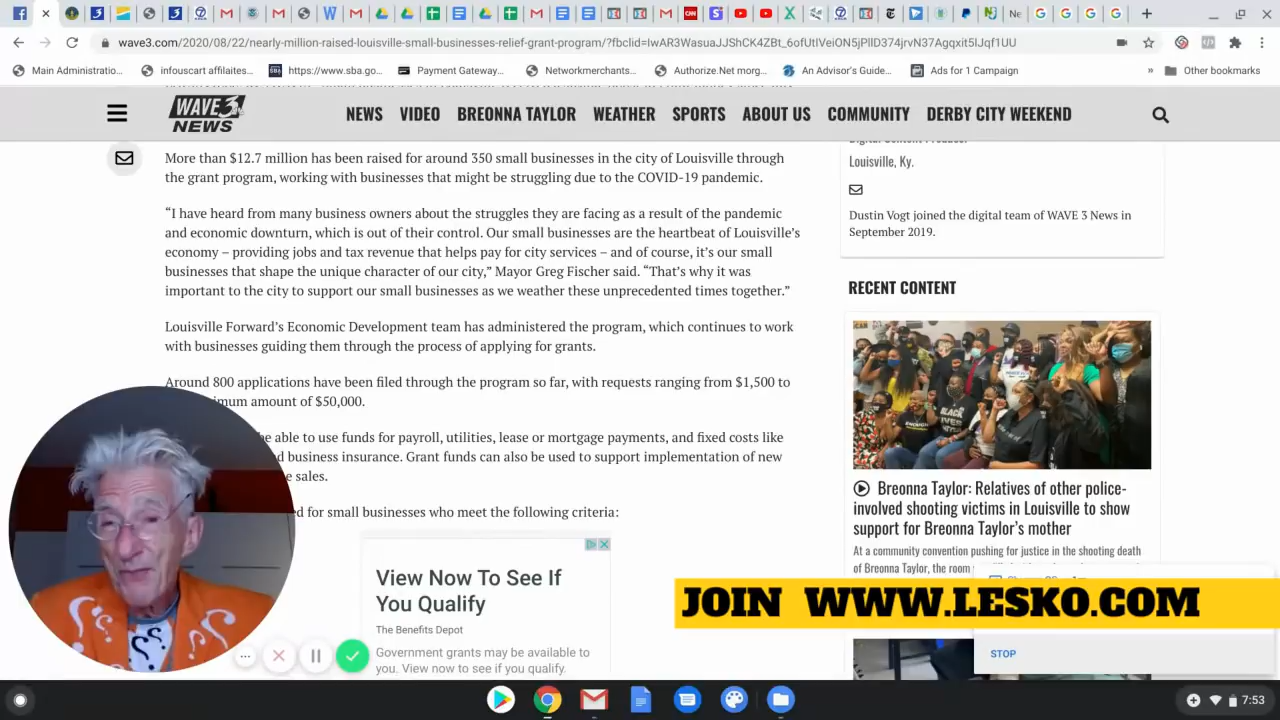 wave3.com/2020/08/22/nearly-million-raised-louisville-small-businesses-relief-grant-program/?fbclid=IwAR3WasuaJJShCK4ZBt_6ofUtIVeiON5jPllD374jrvN37Agqxit5IJqf1UU
Main Administratio...
infouscart affilaites...
https://www.sba.go...
Payment Gateway...
Networkmerchants...
Authorize.Net morg...
An Advisor's Guide...
Ads for 1 Campaign
»
Other bookmarks
WAVE 3
NEWS
NEWS
VIDEO
BREONNA TAYLOR
WEATHER
SPORTS
ABOUT US
COMMUNITY
DERBY CITY WEEKEND
More than $12.7 million has been raised for around 350 small businesses in the city of Louisville through
the grant program, working with businesses that might be struggling due to the COVID-19 pandemic.
“I have heard from many business owners about the struggles they are facing as a result of the pandemic
and economic downturn, which is out of their control. Our small businesses are the heartbeat of Louisville’s
economy – providing jobs and tax revenue that helps pay for city services – and of course, it’s our small
businesses that shape the unique character of our city,” Mayor Greg Fischer said. “That’s why it was
important to the city to support our small businesses as we weather these unprecedented times together.”
Louisville Forward’s Economic Development team has administered the program, which continues to work
with businesses guiding them through the process of applying for grants.
Around 800 applications have been filed through the program so far, with requests ranging from $1,500 to
amount of $50,000.
be able to use funds for payroll, utilities, lease or mortgage payments, and fixed costs like
business insurance. Grant funds can also be used to support implementation of new
sales.
for small businesses who meet the following criteria:
View Now To See If
You Qualify
The Benefits Depot
Government grants may be available to
you. View now to see if you qualify.
Louisville, Ky.
Dustin Vogt joined the digital team of WAVE 3 News in
September 2019.
RECENT CONTENT
Breonna Taylor: Relatives of other police-
involved shooting victims in Louisville to show
support for Breonna Taylor’s mother
At a community convention pushing for justice in the shooting death
of Breonna Taylor, the room
JOIN WWW.LESKO.COM
STOP
7:53